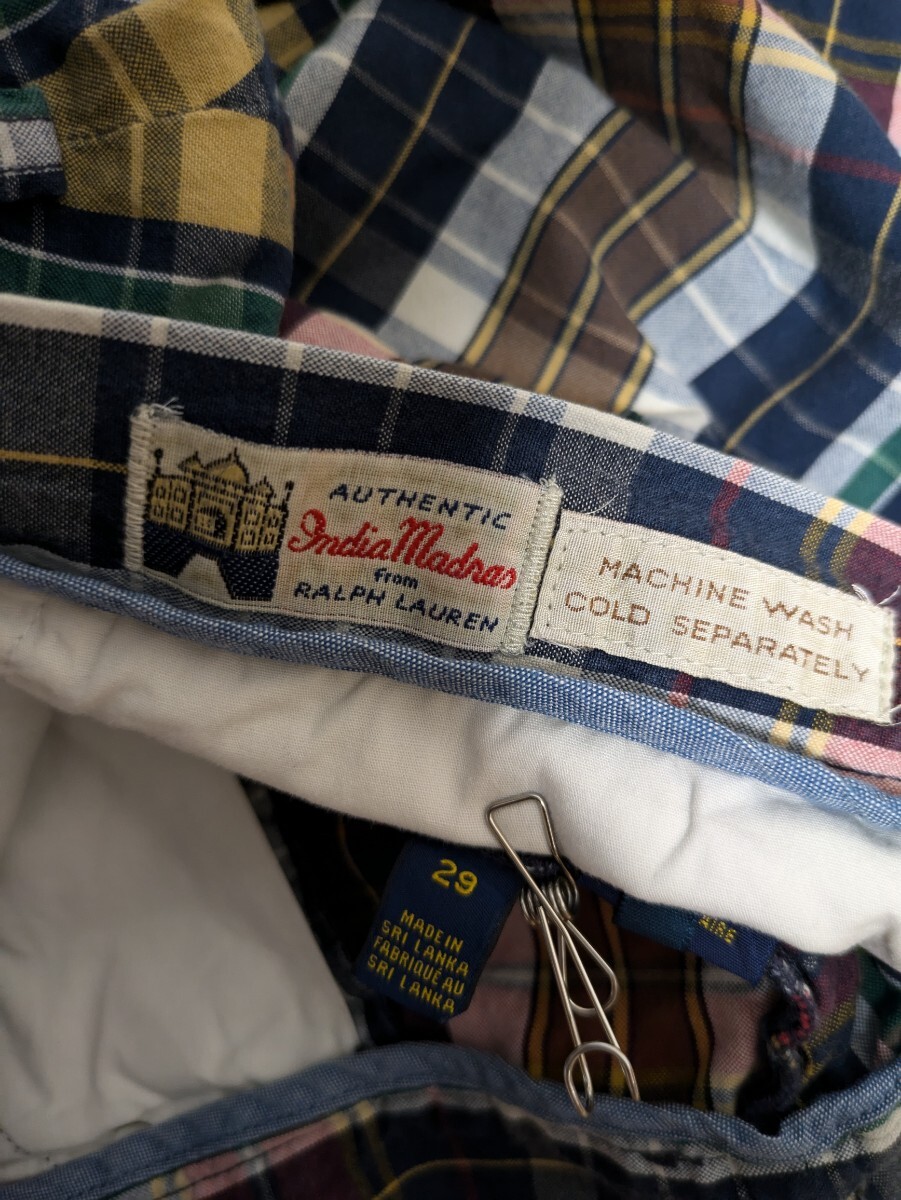 AUTHENTIC
India Madras
from
RALPH LAUREN
MACHINE WASH
COLD SEPARATELY
29
MADE IN
SRI LANKA
FABRIQUÉ AU
SRI LANKA